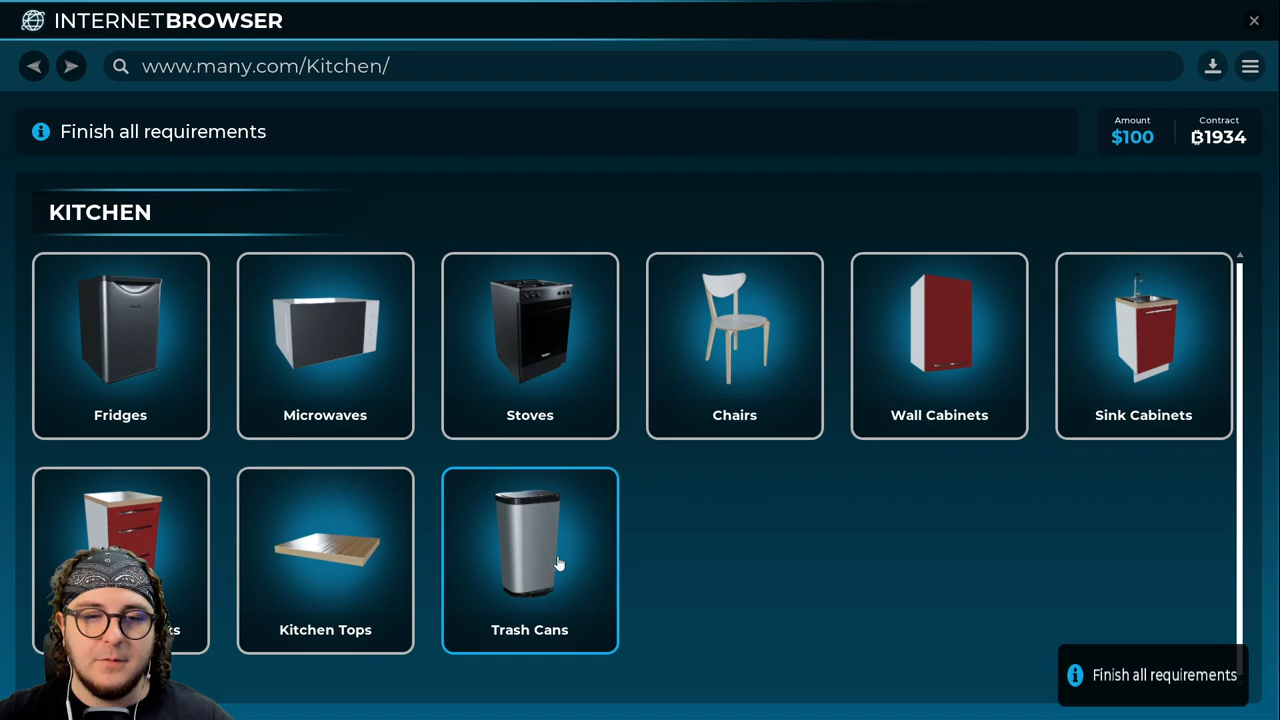 INTERNETBROWSER
www.many.com/Kitchen/
Finish all requirements
Amount
$100
Contract
₿1934
KITCHEN
Fridges
Microwaves
Stoves
Chairs
Wall Cabinets
Sink Cabinets
Kitchen Tops
Trash Cans
Finish all requirements